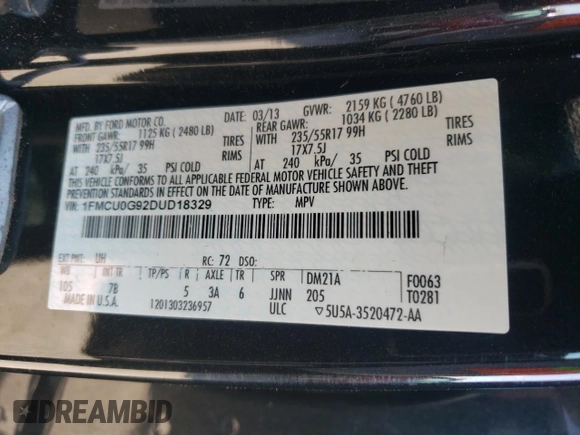 MFD. BY FORD MOTOR CO.
DATE: 03/13 GVWR: 2159 KG ( 4760 LB)
FRONT GAWR: 1125 KG ( 2480 LB) REAR GAWR: 1034 KG ( 2280 LB)
WITH 235/55R17 99H TIRES WITH 235/55R17 99H TIRES
17X7.5J RIMS 17X7.5J RIMS
AT 240 kPa/ 35 PSI COLD AT 240 kPa/ 35 PSI COLD
THIS VEHICLE CONFORMS TO ALL APPLICABLE FEDERAL MOTOR VEHICLE SAFETY AND THEFT
PREVENTION STANDARDS IN EFFECT ON THE DATE OF MANUFACTURE SHOWN ABOVE.
VIN: 1FMCU0G92DUD18329 TYPE: MPV
EXT PNT: UH RC: 72 DSO:
WB INT TR TP/PS R AXLE TR SPR DM21A F0063
105 7B 5 3A 6 JJNN 205 T0281
MADE IN U.S.A. 1201303236957 ULC ▽5U5A-3520472-AA
DREAMBID